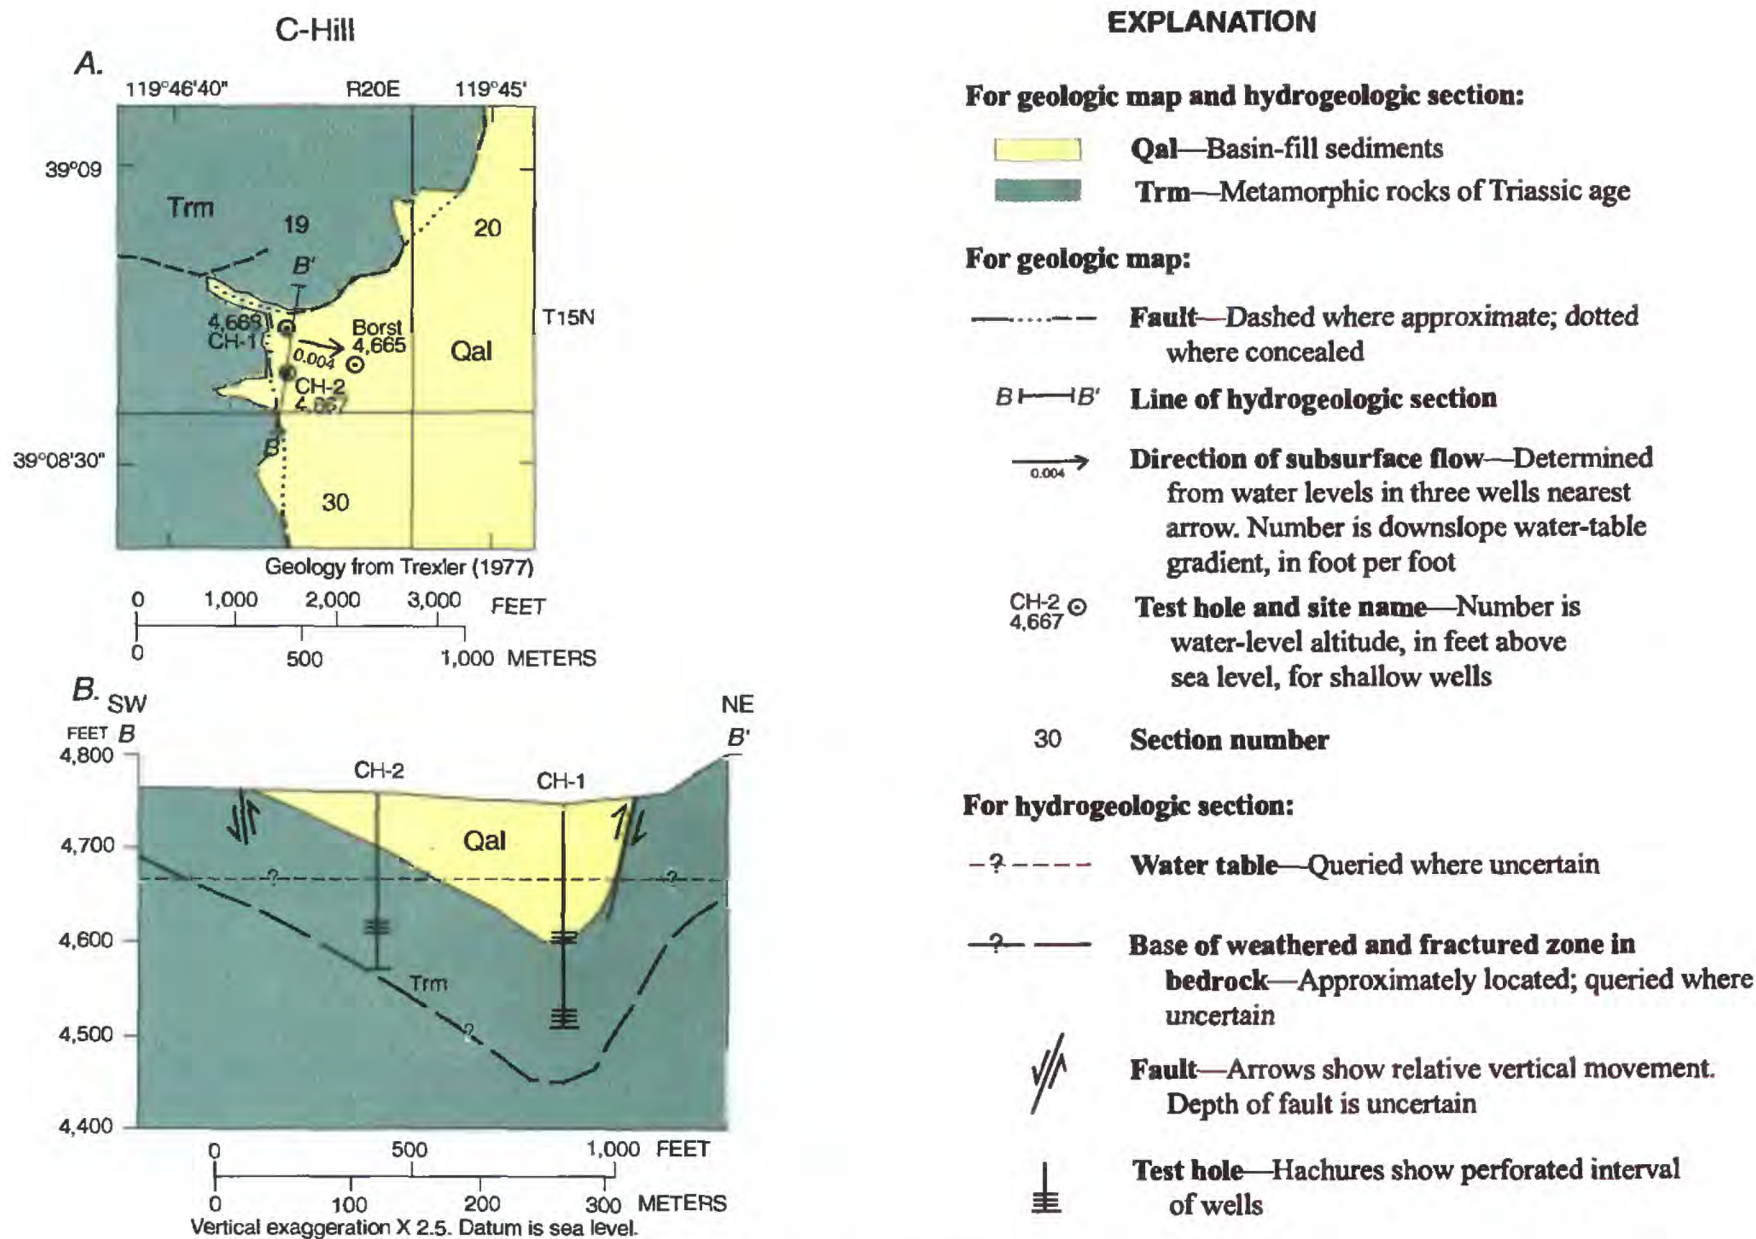 C-Hill
A.
119°46'40"
R20E
119°45'
39°09
Trm
19
20
B'
4,668
CH-1
Borst
4,665
0.004
CH-2
4,667
Qal
T15N
B
39°08'30"
30
Geology from Trexler (1977)
0 1,000 2,000 3,000 FEET
0 500 1,000 METERS
B. SW
NE
FEET B
B'
4,800
4,700
4,600
4,500
4,400
CH-2
CH-1
Qal
?
?
Trm
?
0 500 1,000 FEET
0 100 200 300 METERS
Vertical exaggeration X 2.5. Datum is sea level.
EXPLANATION
For geologic map and hydrogeologic section:
Qal—Basin-fill sediments
Trm—Metamorphic rocks of Triassic age
For geologic map:
Fault—Dashed where approximate; dotted
where concealed
B B' Line of hydrogeologic section
Direction of subsurface flow—Determined
0.004
from water levels in three wells nearest
arrow. Number is downslope water-table
gradient, in foot per foot
CH-2
4,667
Test hole and site name—Number is
water-level altitude, in feet above
sea level, for shallow wells
30 Section number
For hydrogeologic section:
? Water table—Queried where uncertain
? Base of weathered and fractured zone in
bedrock—Approximately located; queried where
uncertain
Fault—Arrows show relative vertical movement.
Depth of fault is uncertain
Test hole—Hachures show perforated interval
of wells